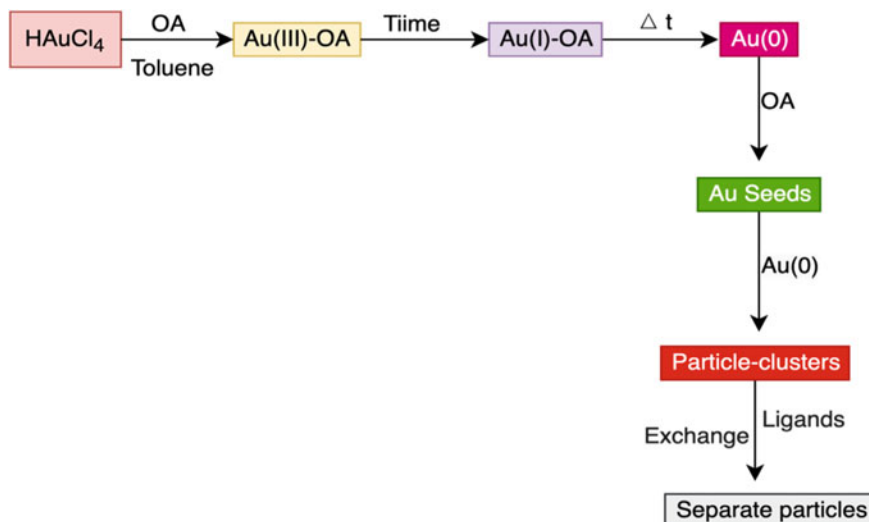 HAuCl4
OA
Toluene
Au(III)-OA
Tiime
Au(I)-OA
△ t
Au(0)
OA
Au Seeds
Au(0)
Particle-clusters
Exchange
Ligands
Separate particles